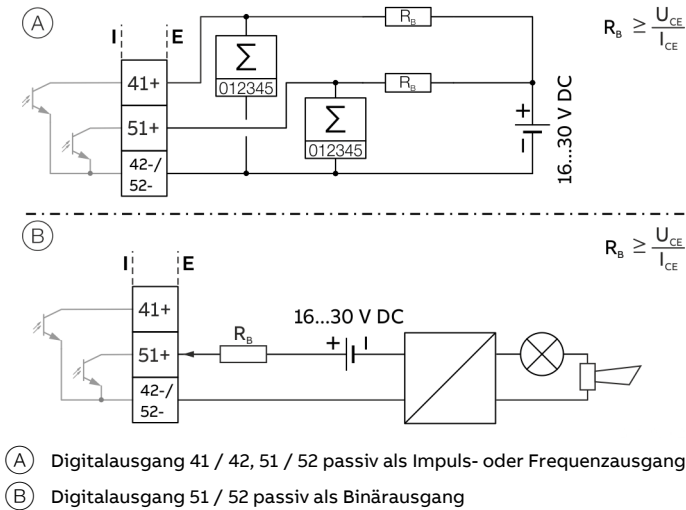 A
I E
R_B
R_B ≥ U_CE / I_CE
Σ
012345
R_B
41+
51+
42-/
52-
Σ
012345
+
–
16...30 V DC
B
I E
R_B ≥ U_CE / I_CE
41+
51+
42-/
52-
R_B
16...30 V DC
+ –
A Digitalausgang 41 / 42, 51 / 52 passiv als Impuls- oder Frequenzausgang
B Digitalausgang 51 / 52 passiv als Binärausgang